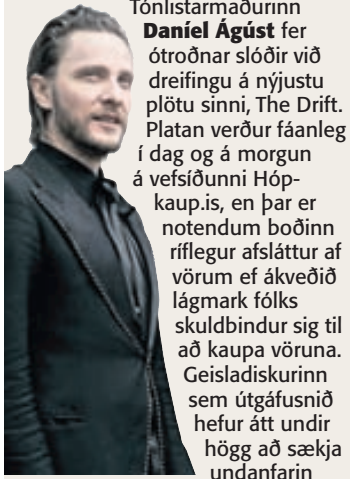 Tónlistarmaðurinn
Daníel Ágúst fer
ótroðnar slóðir við
dreifingu á nýjustu
plötu sinni, The Drift.
Platan verður fáanleg
í dag og á morgun
á vefsíðunni Hóp-
kaup.is, en þar er
notendum boðinn
ríflegur afsláttur af
vörum ef ákveðið
lágmark fólks
skuldbindur sig til
að kaupa vöruna.
Geisladiskurinn
sem útgáfusnið
hefur átt undir
högg að sækja
undanfarin